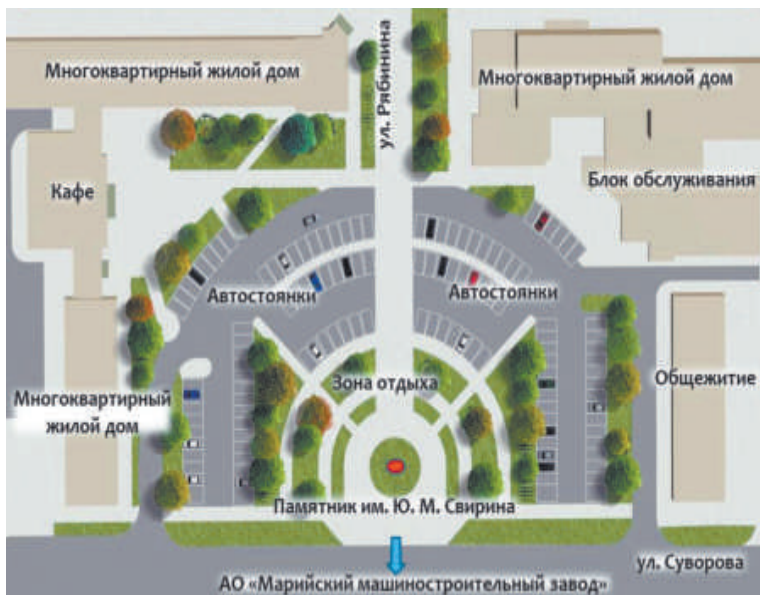 Многоквартирный жилой дом
ул. Рябинина
Многоквартирный жилой дом
Кафе
Блок обслуживания
Автостоянки
Автостоянки
Зона отдыха
Общежитие
Многоквартирный
жилой дом
Памятник им. Ю. М. Свирина
ул. Суворова
АО «Марийский машиностроительный завод»